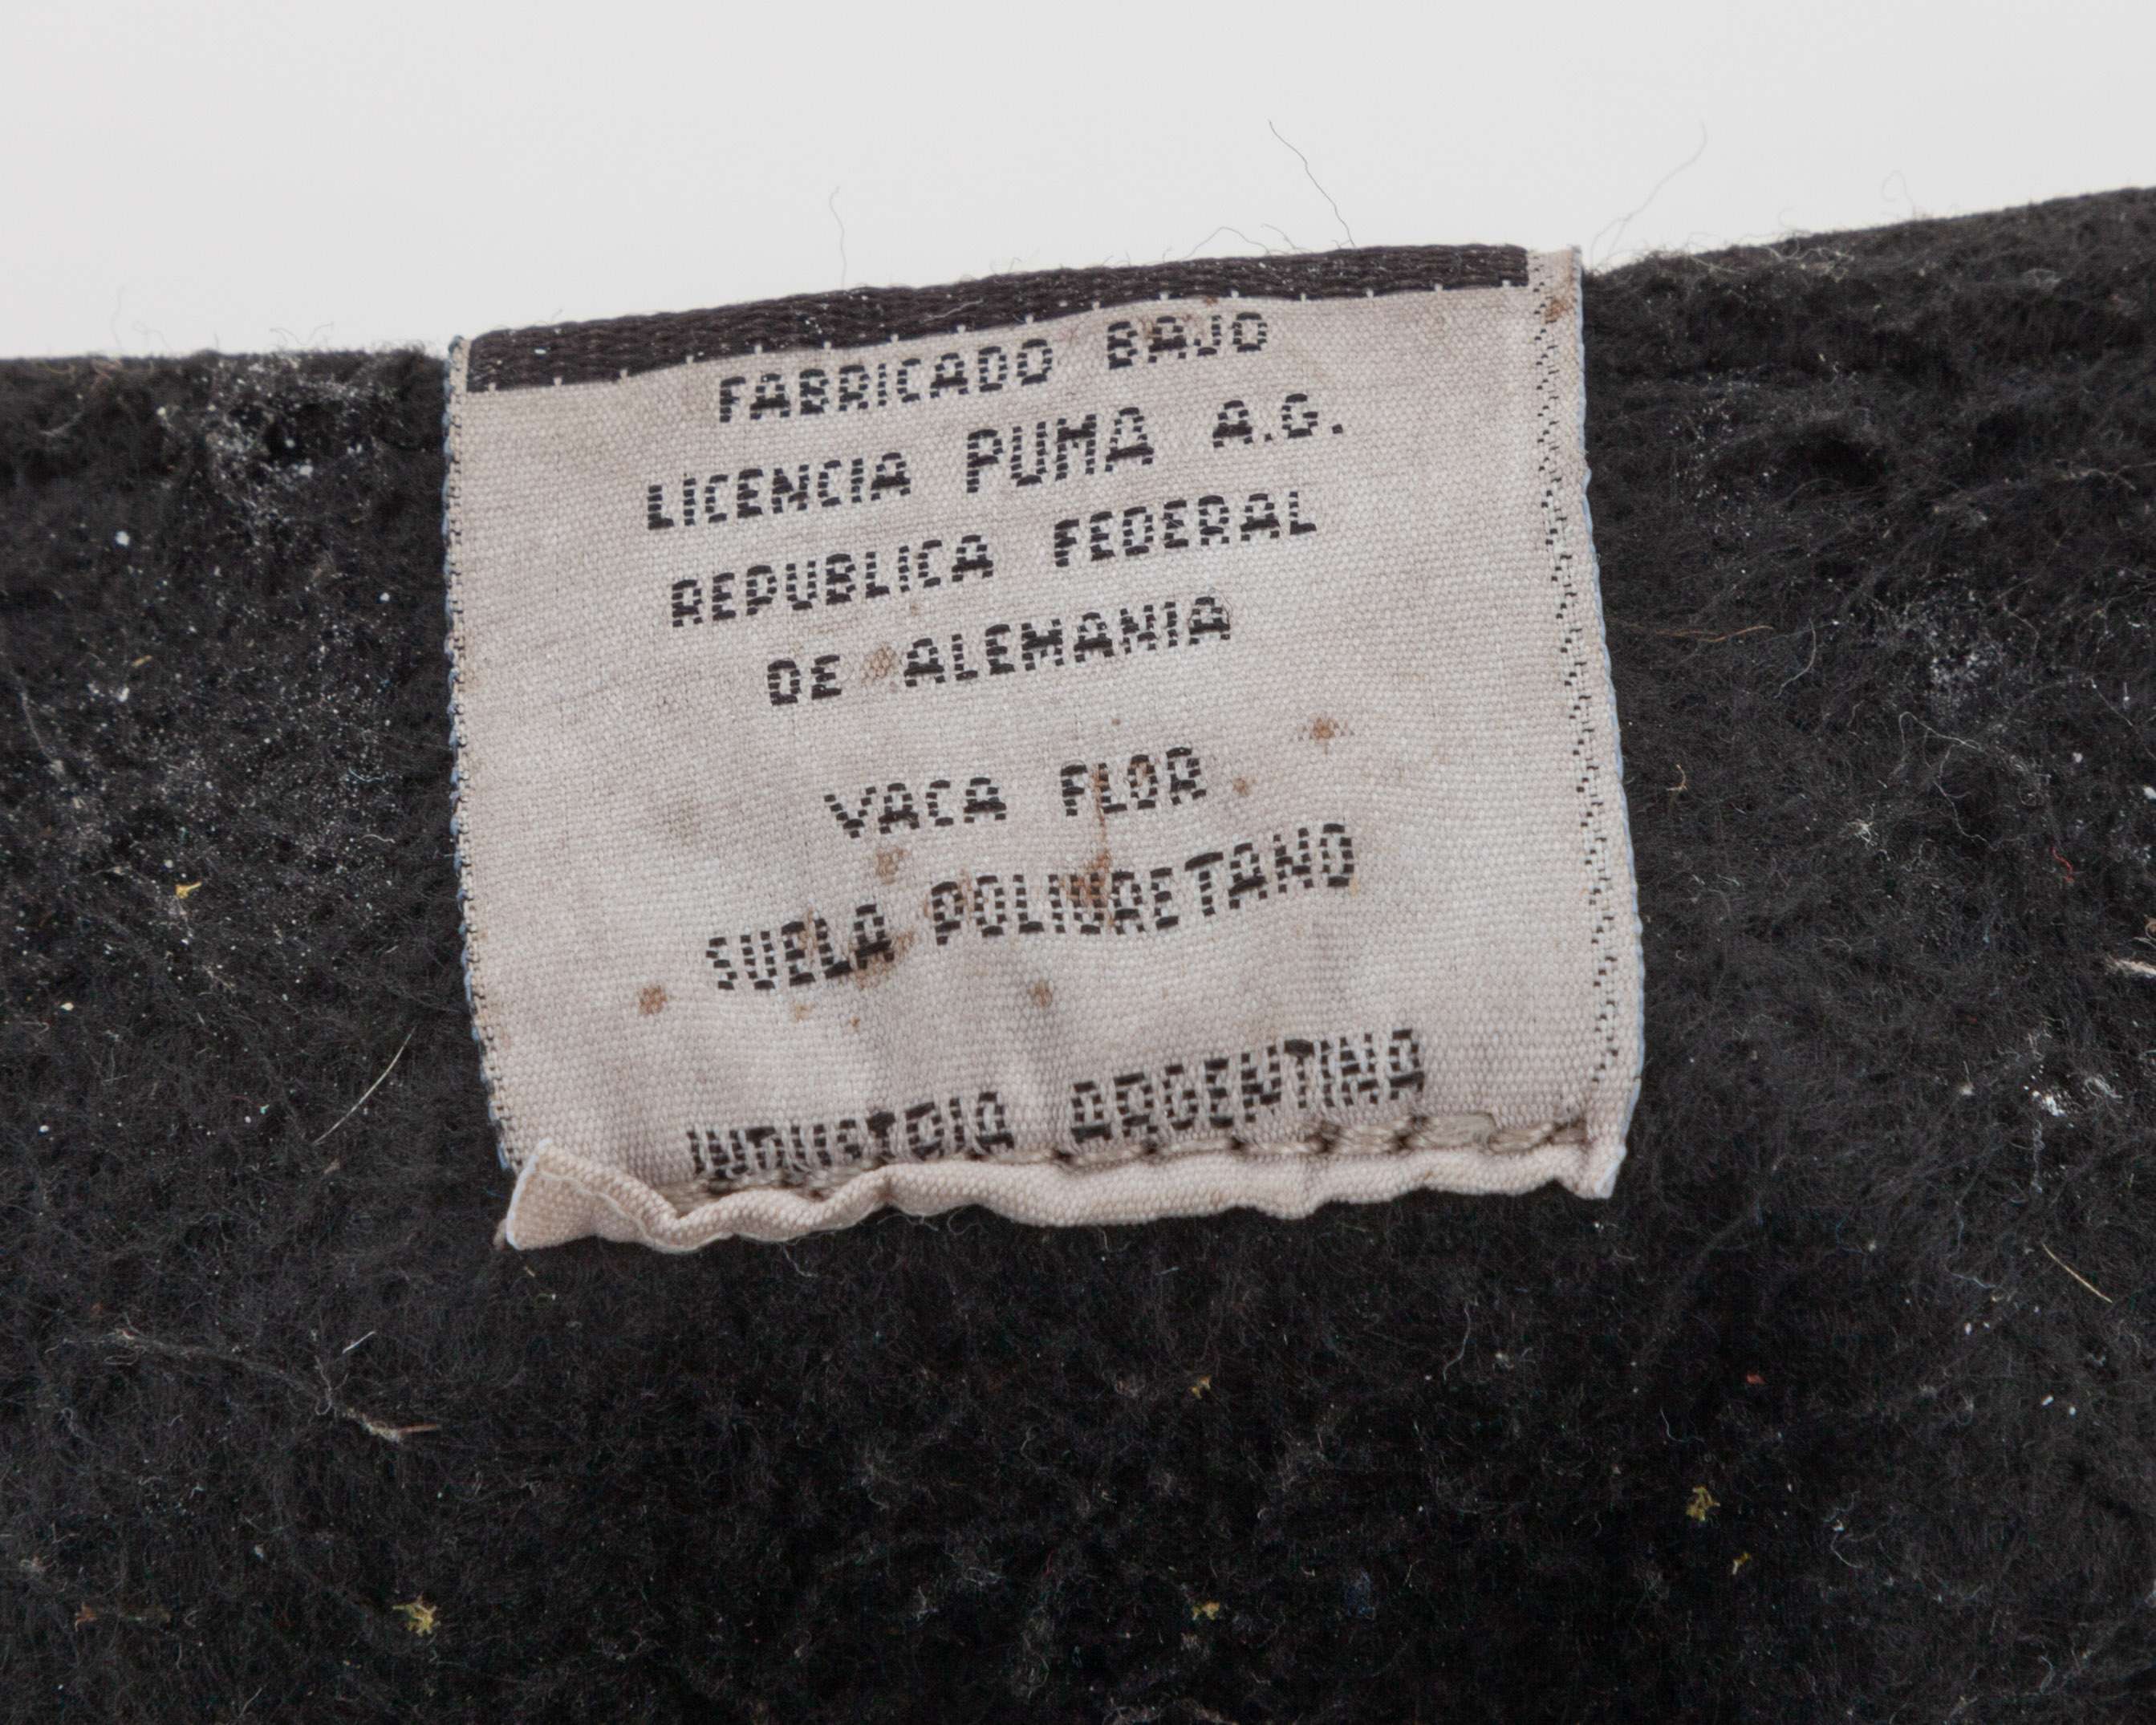 FABRICADO BAJO
LICENCIA PUMA A.G.
REPUBLICA FEDERAL
DE ALEMANIA
VACA FLOR
SUELA POLIURETANO
INDUSTRIA ARGENTINA